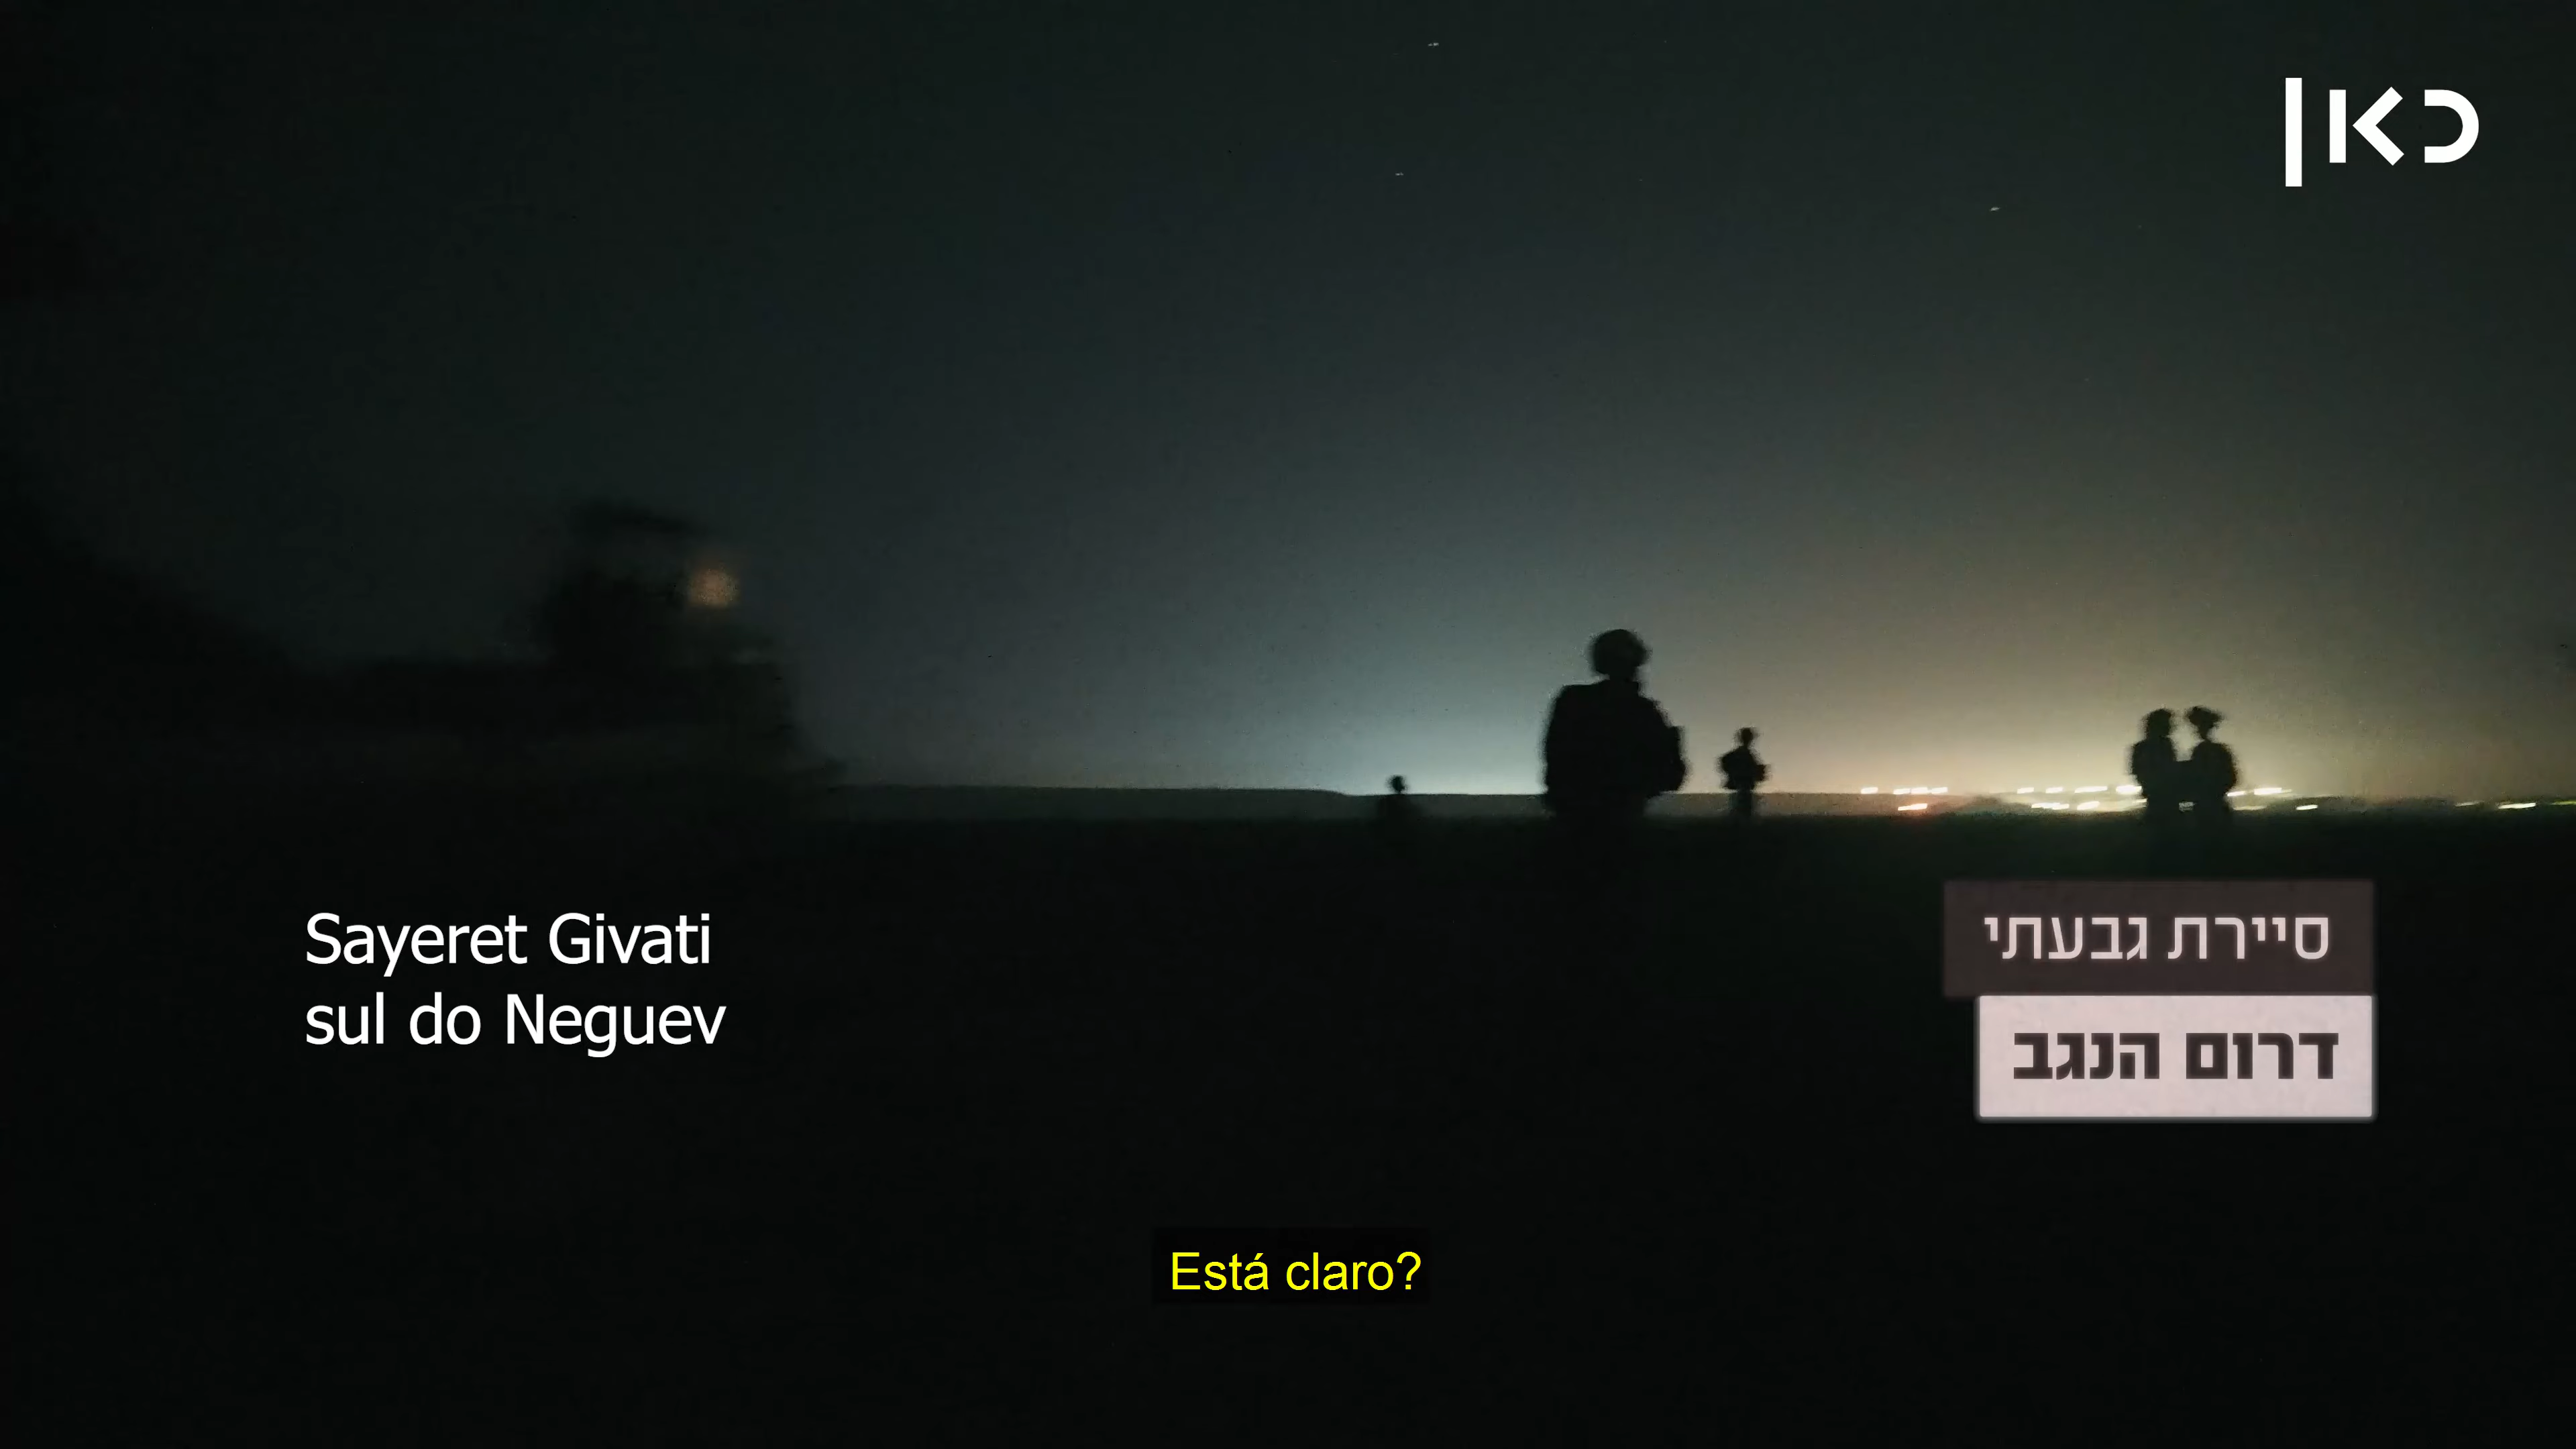 כאן
Sayeret Givati
sul do Neguev
סיירת גבעתי
דרום הנגב
Está claro?